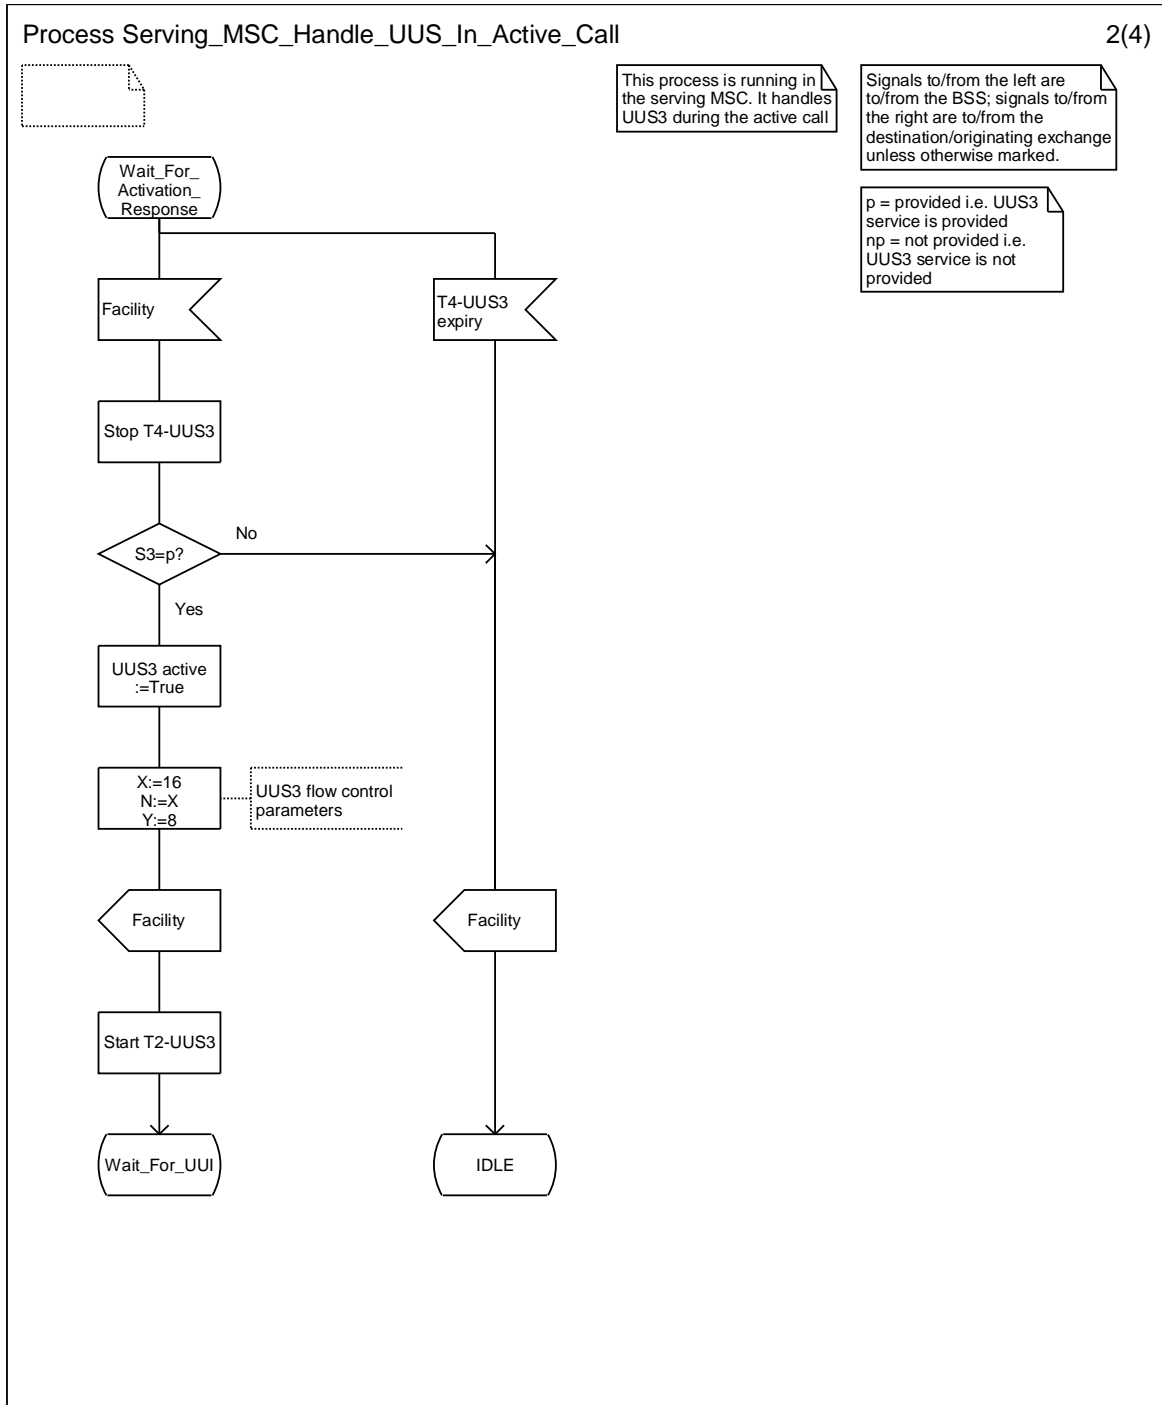 Process Serving_MSC_Handle_UUS_In_Active_Call
2(4)
This process is running in
the serving MSC. It handles
UUS3 during the active call
Signals to/from the left are
to/from the BSS; signals to/from
the right are to/from the
destination/originating exchange
unless otherwise marked.
p = provided i.e. UUS3
service is provided
np = not provided i.e.
UUS3 service is not
provided
Wait_For_
Activation_
Response
Facility
T4-UUS3
expiry
Stop T4-UUS3
S3=p?
No
Yes
UUS3 active
:=True
X:=16
N:=X
Y:=8
UUS3 flow control
parameters
Facility
Facility
Start T2-UUS3
Wait_For_UUI
IDLE